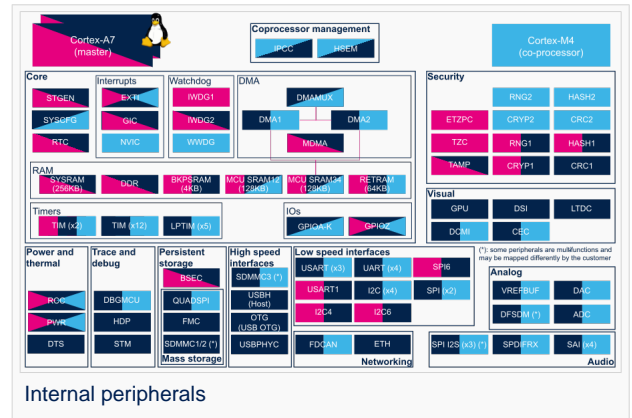 Cortex-A7
(master)
Coprocessor management
IPCC
HSEM
Cortex-M4
(co-processor)
Core
STGEN
SYSCFG
RTC
Interrupts
EXTI
GIC
NVIC
Watchdog
IWDG1
IWDG2
WWDG
DMA
DMAMUX
DMA1
DMA2
MDMA
Security
RNG2
HASH2
ETZPC
CRYP2
CRC2
TZC
RNG1
HASH1
TAMP
CRYP1
CRC1
RAM
SYSRAM
(256KB)
DDR
BKPSRAM
(4KB)
MCU SRAM12
(128KB)
MCU SRAM34
(128KB)
RETRAM
(64KB)
Timers
TIM (x2)
TIM (x12)
LPTIM (x5)
IOs
GPIOA-K
GPIOZ
Visual
GPU
DSI
LTDC
DCMI
CEC
(*): some peripherals are multifunctions and
may be mapped differently by the customer
Power and
thermal
RCC
PWR
DTS
Trace and
debug
DBGMCU
HDP
STM
Persistent
storage
BSEC
QUADSPI
FMC
SDMMC1/2 (*)
Mass storage
High speed
interfaces
SDMMC3 (*)
USBH
(Host)
OTG
(USB OTG)
USBPHYC
Low speed interfaces
USART (x3)
UART (x4)
SPI6
USART1
I2C (x4)
SPI (x2)
I2C4
I2C6
FDCAN
ETH
Networking
Analog
VREFBUF
DAC
DFSDM (*)
ADC
SPI I2S (x3) (*)
SPDIFRX
SAI (x4)
Audio
Internal peripherals